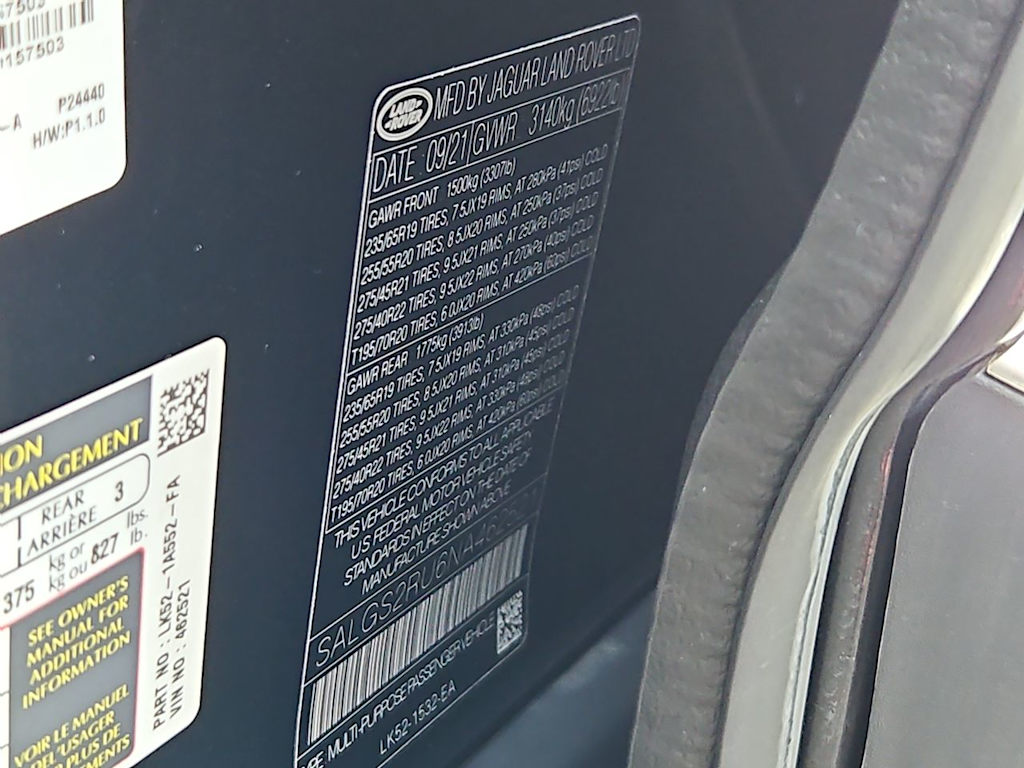 157503
P24440
-A
H/W:P1.1.0
LAND-
ROVER
MFD BY JAGUAR LAND ROVER LTD
DATE 09/21 GVWR 3140kg (6922lb)
GAWR FRONT 1500kg (3307lb)
235/65R19 TIRES, 7.5JX19 RIMS, AT 280kPa (41psi) COLD
255/55R20 TIRES, 8.5JX20 RIMS, AT 250kPa (37psi) COLD
275/45R21 TIRES, 9.5JX21 RIMS, AT 250kPa (37psi) COLD
275/40R22 TIRES, 9.5JX22 RIMS, AT 270kPa (40psi) COLD
T195/70R20 TIRES, 6.0JX20 RIMS, AT 420kPa (60psi) COLD
GAWR REAR 1775kg (3913lb)
235/65R19 TIRES, 7.5JX19 RIMS, AT 330kPa (48psi) COLD
255/55R20 TIRES, 8.5JX20 RIMS, AT 310kPa (45psi) COLD
275/45R21 TIRES, 9.5JX21 RIMS, AT 310kPa (45psi) COLD
275/40R22 TIRES, 9.5JX22 RIMS, AT 330kPa (48psi) COLD
T195/70R20 TIRES, 6.0JX20 RIMS, AT 420kPa (60psi) COLD
THIS VEHICLE CONFORMS TO ALL APPLICABLE
U.S FEDERAL MOTOR VEHICLE SAFETY
STANDARDS IN EFFECT ON THE DATE OF
MANUFACTURE SHOWN ABOVE
SALGS2RU6NA462521
TYPE MULTI-PURPOSE PASSENGER VEHICLE
LK52-1532-EA
ION
CHARGEMENT
REAR 3
ARRIÈRE
375 kg or 827 lbs.
kg ou lb.
SEE OWNER'S
MANUAL FOR
ADDITIONAL
INFORMATION
VOIR LE MANUEL
DEL'USAGER
PLUS DE
PART NO : LK52-1A552-FA
VIN NO : 462521